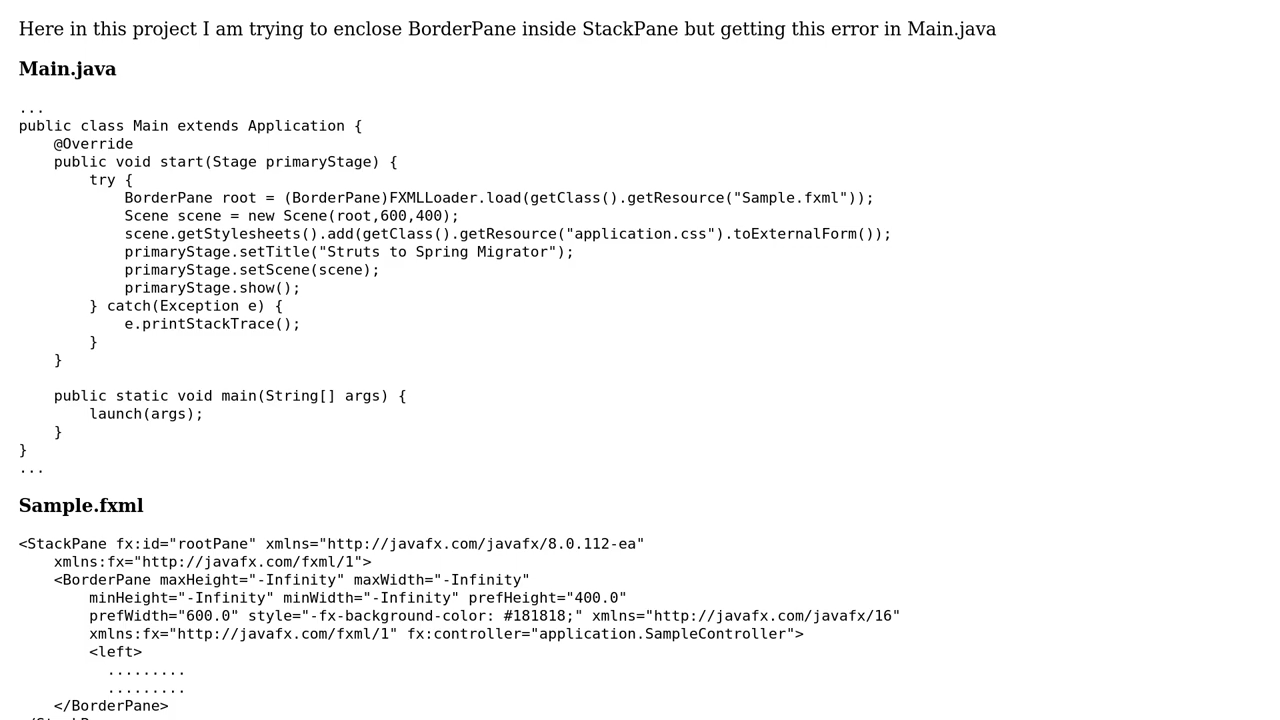 Here in this project I am trying to enclose BorderPane inside StackPane but getting this error in Main.java
Main.java
...
public class Main extends Application {
    @Override
    public void start(Stage primaryStage) {
        try {
            BorderPane root = (BorderPane)FXMLLoader.load(getClass().getResource("Sample.fxml"));
            Scene scene = new Scene(root,600,400);
            scene.getStylesheets().add(getClass().getResource("application.css").toExternalForm());
            primaryStage.setTitle("Struts to Spring Migrator");
            primaryStage.setScene(scene);
            primaryStage.show();
        } catch(Exception e) {
            e.printStackTrace();
        }
    }

    public static void main(String[] args) {
        launch(args);
    }
}
...
Sample.fxml
<StackPane fx:id="rootPane" xmlns="http://javafx.com/javafx/8.0.112-ea"
    xmlns:fx="http://javafx.com/fxml/1">
    <BorderPane maxHeight="-Infinity" maxWidth="-Infinity"
        minHeight="-Infinity" minWidth="-Infinity" prefHeight="400.0"
        prefWidth="600.0" style="-fx-background-color: #181818;" xmlns="http://javafx.com/javafx/16"
        xmlns:fx="http://javafx.com/fxml/1" fx:controller="application.SampleController">
        <left>
          .........
          .........
    </BorderPane>